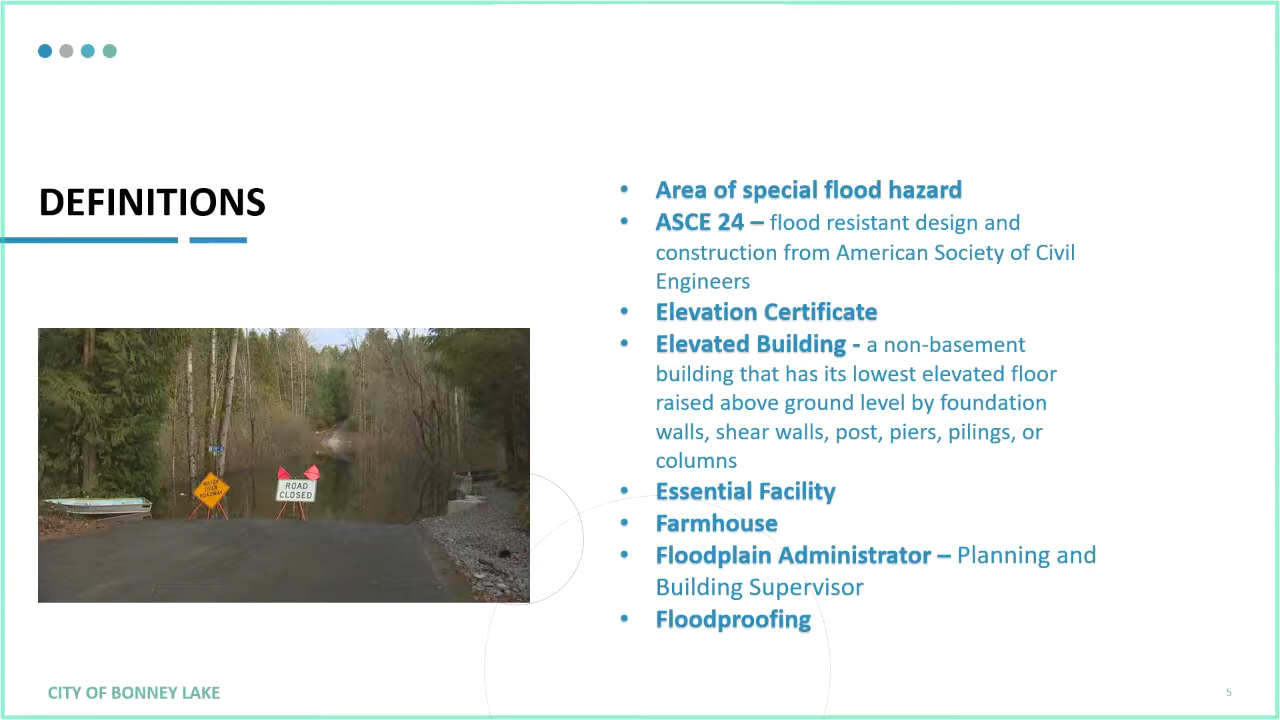 DEFINITIONS
• Area of special flood hazard
• ASCE 24 – flood resistant design and
construction from American Society of Civil
Engineers
• Elevation Certificate
• Elevated Building - a non-basement
building that has its lowest elevated floor
raised above ground level by foundation
walls, shear walls, post, piers, pilings, or
columns
• Essential Facility
• Farmhouse
• Floodplain Administrator – Planning and
Building Supervisor
• Floodproofing
WATER
OVER
ROADWAY
ROAD
CLOSED
CITY OF BONNEY LAKE
5